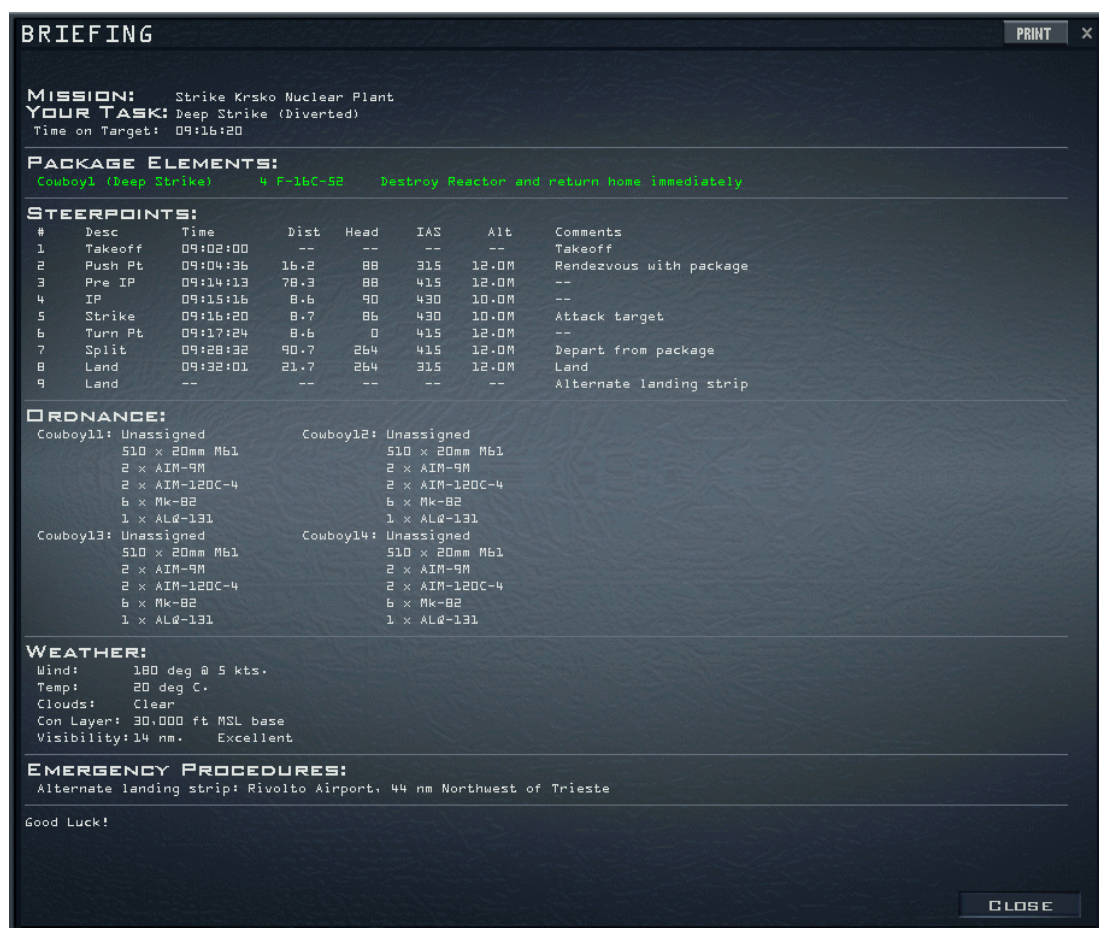 BRIEFING PRINT X
MISSION: Strike Krsko Nuclear Plant
YOUR TASK: Deep Strike (Diverted)
Time on Target: 09:16:20
PACKAGE ELEMENTS:
Cowboy1 (Deep Strike) 4 F-16C-52 Destroy Reactor and return home immediately
STEERPOINTS:
# Desc Time Dist Head IAS Alt Comments
1 Takeoff 09:02:00 -- -- -- -- Takeoff
2 Push Pt 09:04:36 16.2 88 315 12.0M Rendezvous with package
3 Pre IP 09:14:13 78.3 88 415 12.0M --
4 IP 09:15:16 8.6 90 430 10.0M --
5 Strike 09:16:20 8.7 86 430 10.0M Attack target
6 Turn Pt 09:17:24 8.6 0 415 12.0M --
7 Split 09:28:32 90.7 264 415 12.0M Depart from package
8 Land 09:32:01 21.7 264 315 12.0M Land
9 Land -- -- -- -- -- Alternate landing strip
ORDNANCE:
Cowboy11: Unassigned Cowboy12: Unassigned
510 x 20mm M61 510 x 20mm M61
2 x AIM-9M 2 x AIM-9M
2 x AIM-120C-4 2 x AIM-120C-4
6 x Mk-82 6 x Mk-82
1 x ALQ-131 1 x ALQ-131
Cowboy13: Unassigned Cowboy14: Unassigned
510 x 20mm M61 510 x 20mm M61
2 x AIM-9M 2 x AIM-9M
2 x AIM-120C-4 2 x AIM-120C-4
6 x Mk-82 6 x Mk-82
1 x ALQ-131 1 x ALQ-131
WEATHER:
Wind: 180 deg @ 5 kts.
Temp: 20 deg C.
Clouds: Clear
Con Layer: 30,000 ft MSL base
Visibility: 14 nm. Excellent
EMERGENCY PROCEDURES:
Alternate landing strip: Rivolto Airport, 44 nm Northwest of Trieste
Good Luck!
CLOSE